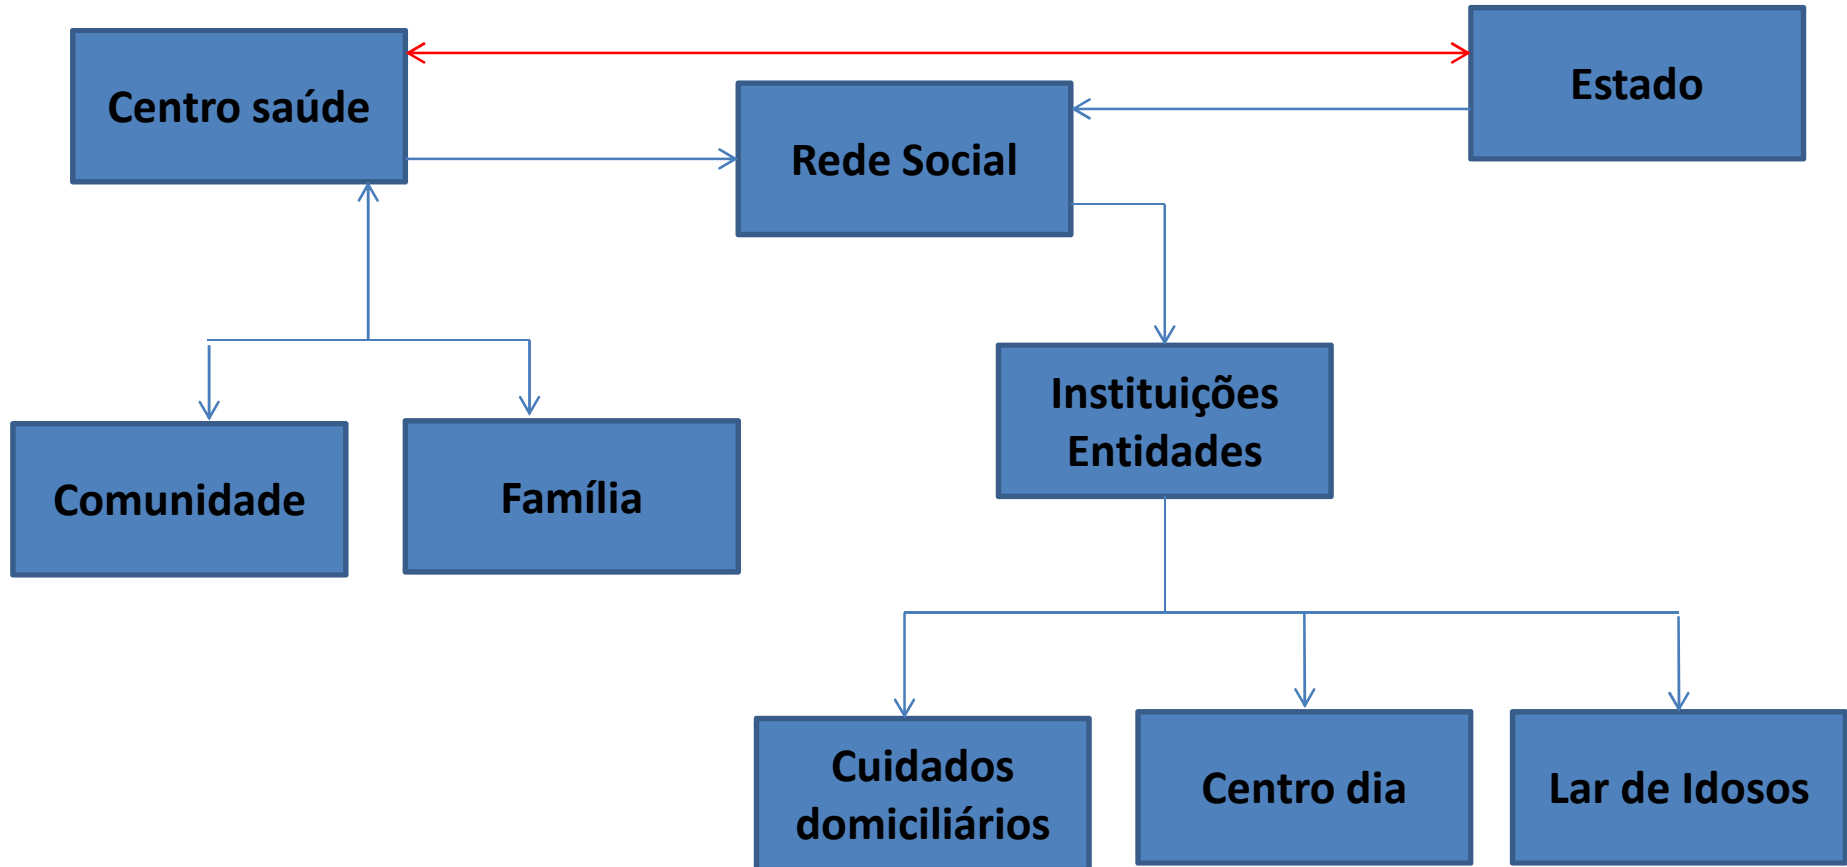 Centro saúde
Estado
Rede Social
Instituições
Entidades
Comunidade
Família
Cuidados
domiciliários
Centro dia
Lar de Idosos